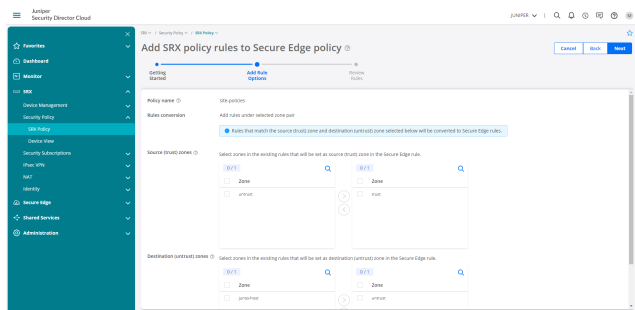 Juniper
Security Director Cloud
JUNIPER
SRX / Security Policy / SRX Policy
Favorites
Dashboard
Monitor
SRX
Device Management
Security Policy
SRX Policy
Device View
Security Subscriptions
IPsec VPN
NAT
Identity
Secure Edge
Shared Services
Administration
Add SRX policy rules to Secure Edge policy
Cancel
Back
Next
Getting Started
Add Rule Options
Review Rules
Policy name
site-policies
Rules conversion
Add rules under selected zone pair
Rules that match the source (trust) zone and destination (untrust) zone selected below will be converted to Secure Edge rules.
Source (trust) zones
Select zones in the existing rules that will be set as source (trust) zone in the Secure Edge rule.
0 / 1
0 / 1
Zone
Zone
untrust
trust
Destination (untrust) zones
Select zones in the existing rules that will be set as destination (untrust) zone in the Secure Edge rule.
0 / 1
0 / 1
Zone
Zone
untrust